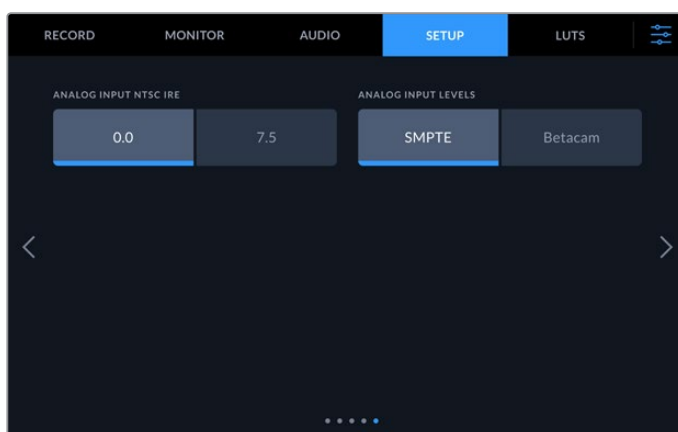 RECORD MONITOR AUDIO SETUP LUTS
ANALOG INPUT NTSC IRE ANALOG INPUT LEVELS
0.0 7.5 SMPTE Betacam